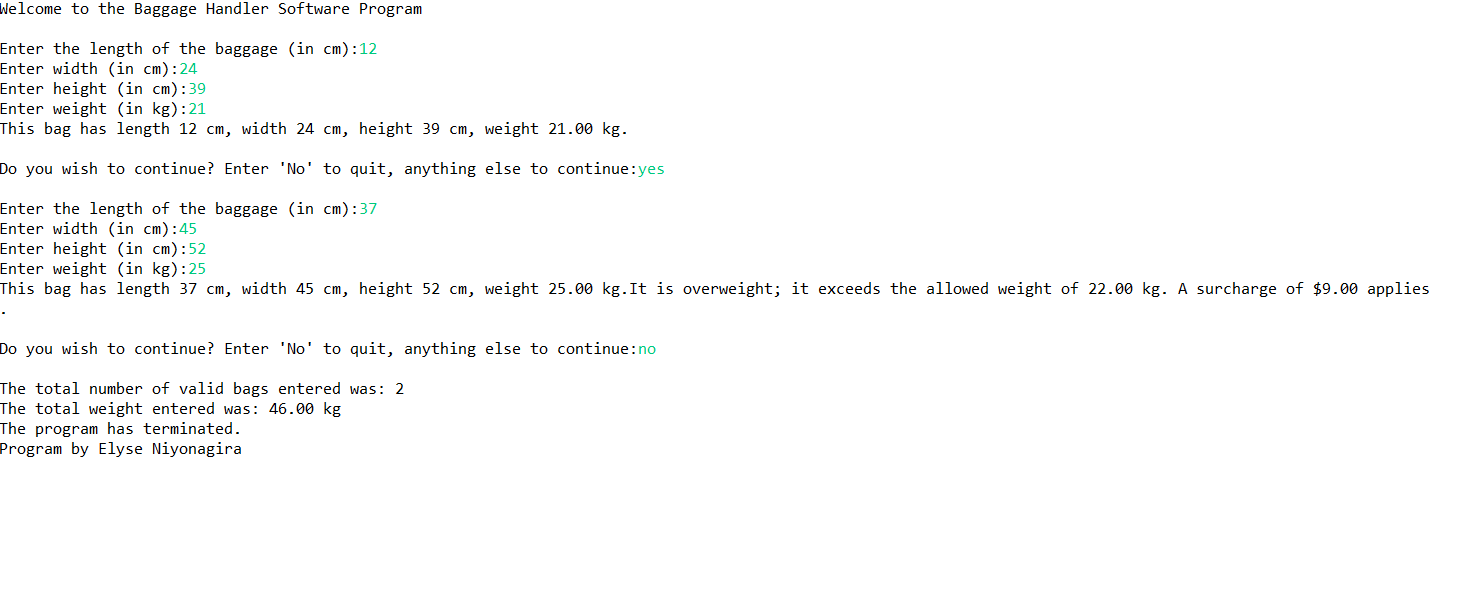 Welcome to the Baggage Handler Software Program
Enter the length of the baggage (in cm):12
Enter width (in cm):24
Enter height (in cm):39
Enter weight (in kg):21
This bag has length 12 cm, width 24 cm, height 39 cm, weight 21.00 kg.
Do you wish to continue? Enter 'No' to quit, anything else to continue:yes
Enter the length of the baggage (in cm):37
Enter width (in cm):45
Enter height (in cm):52
Enter weight (in kg):25
This bag has length 37 cm, width 45 cm, height 52 cm, weight 25.00 kg.It is overweight; it exceeds the allowed weight of 22.00 kg. A surcharge of $9.00 applies
.
Do you wish to continue? Enter 'No' to quit, anything else to continue:no
The total number of valid bags entered was: 2
The total weight entered was: 46.00 kg
The program has terminated.
Program by Elyse Niyonagira